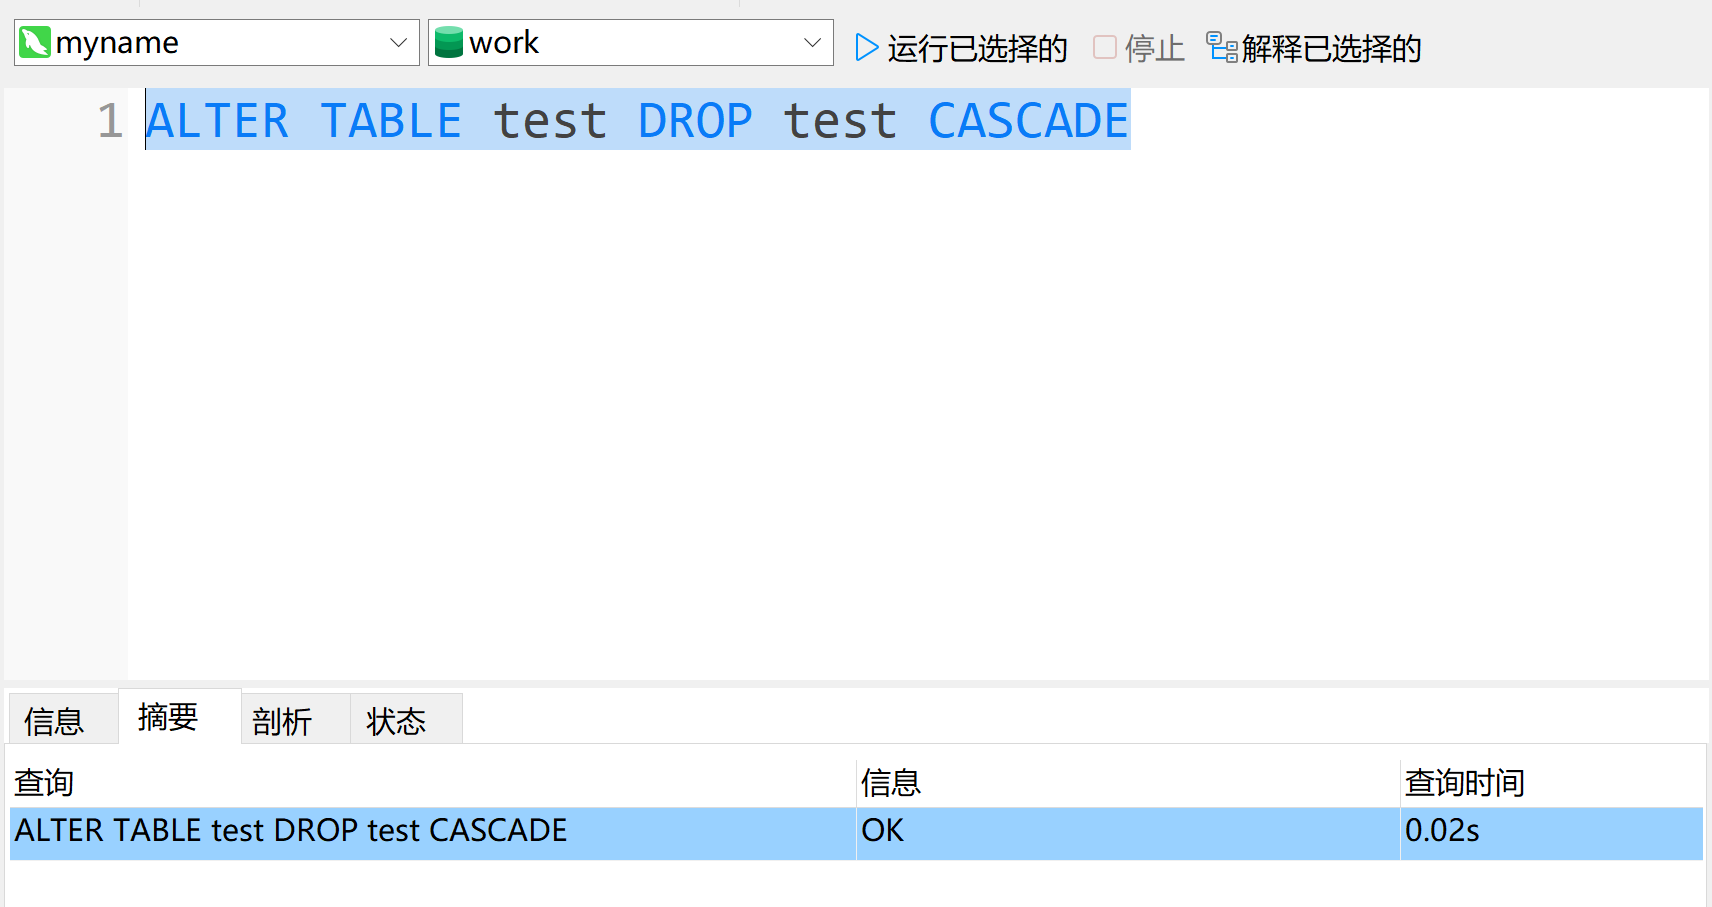 myname work 运行已选择的 停止 解释已选择的
1 ALTER TABLE test DROP test CASCADE
信息 摘要 剖析 状态
查询 信息 查询时间
ALTER TABLE test DROP test CASCADE OK 0.02s